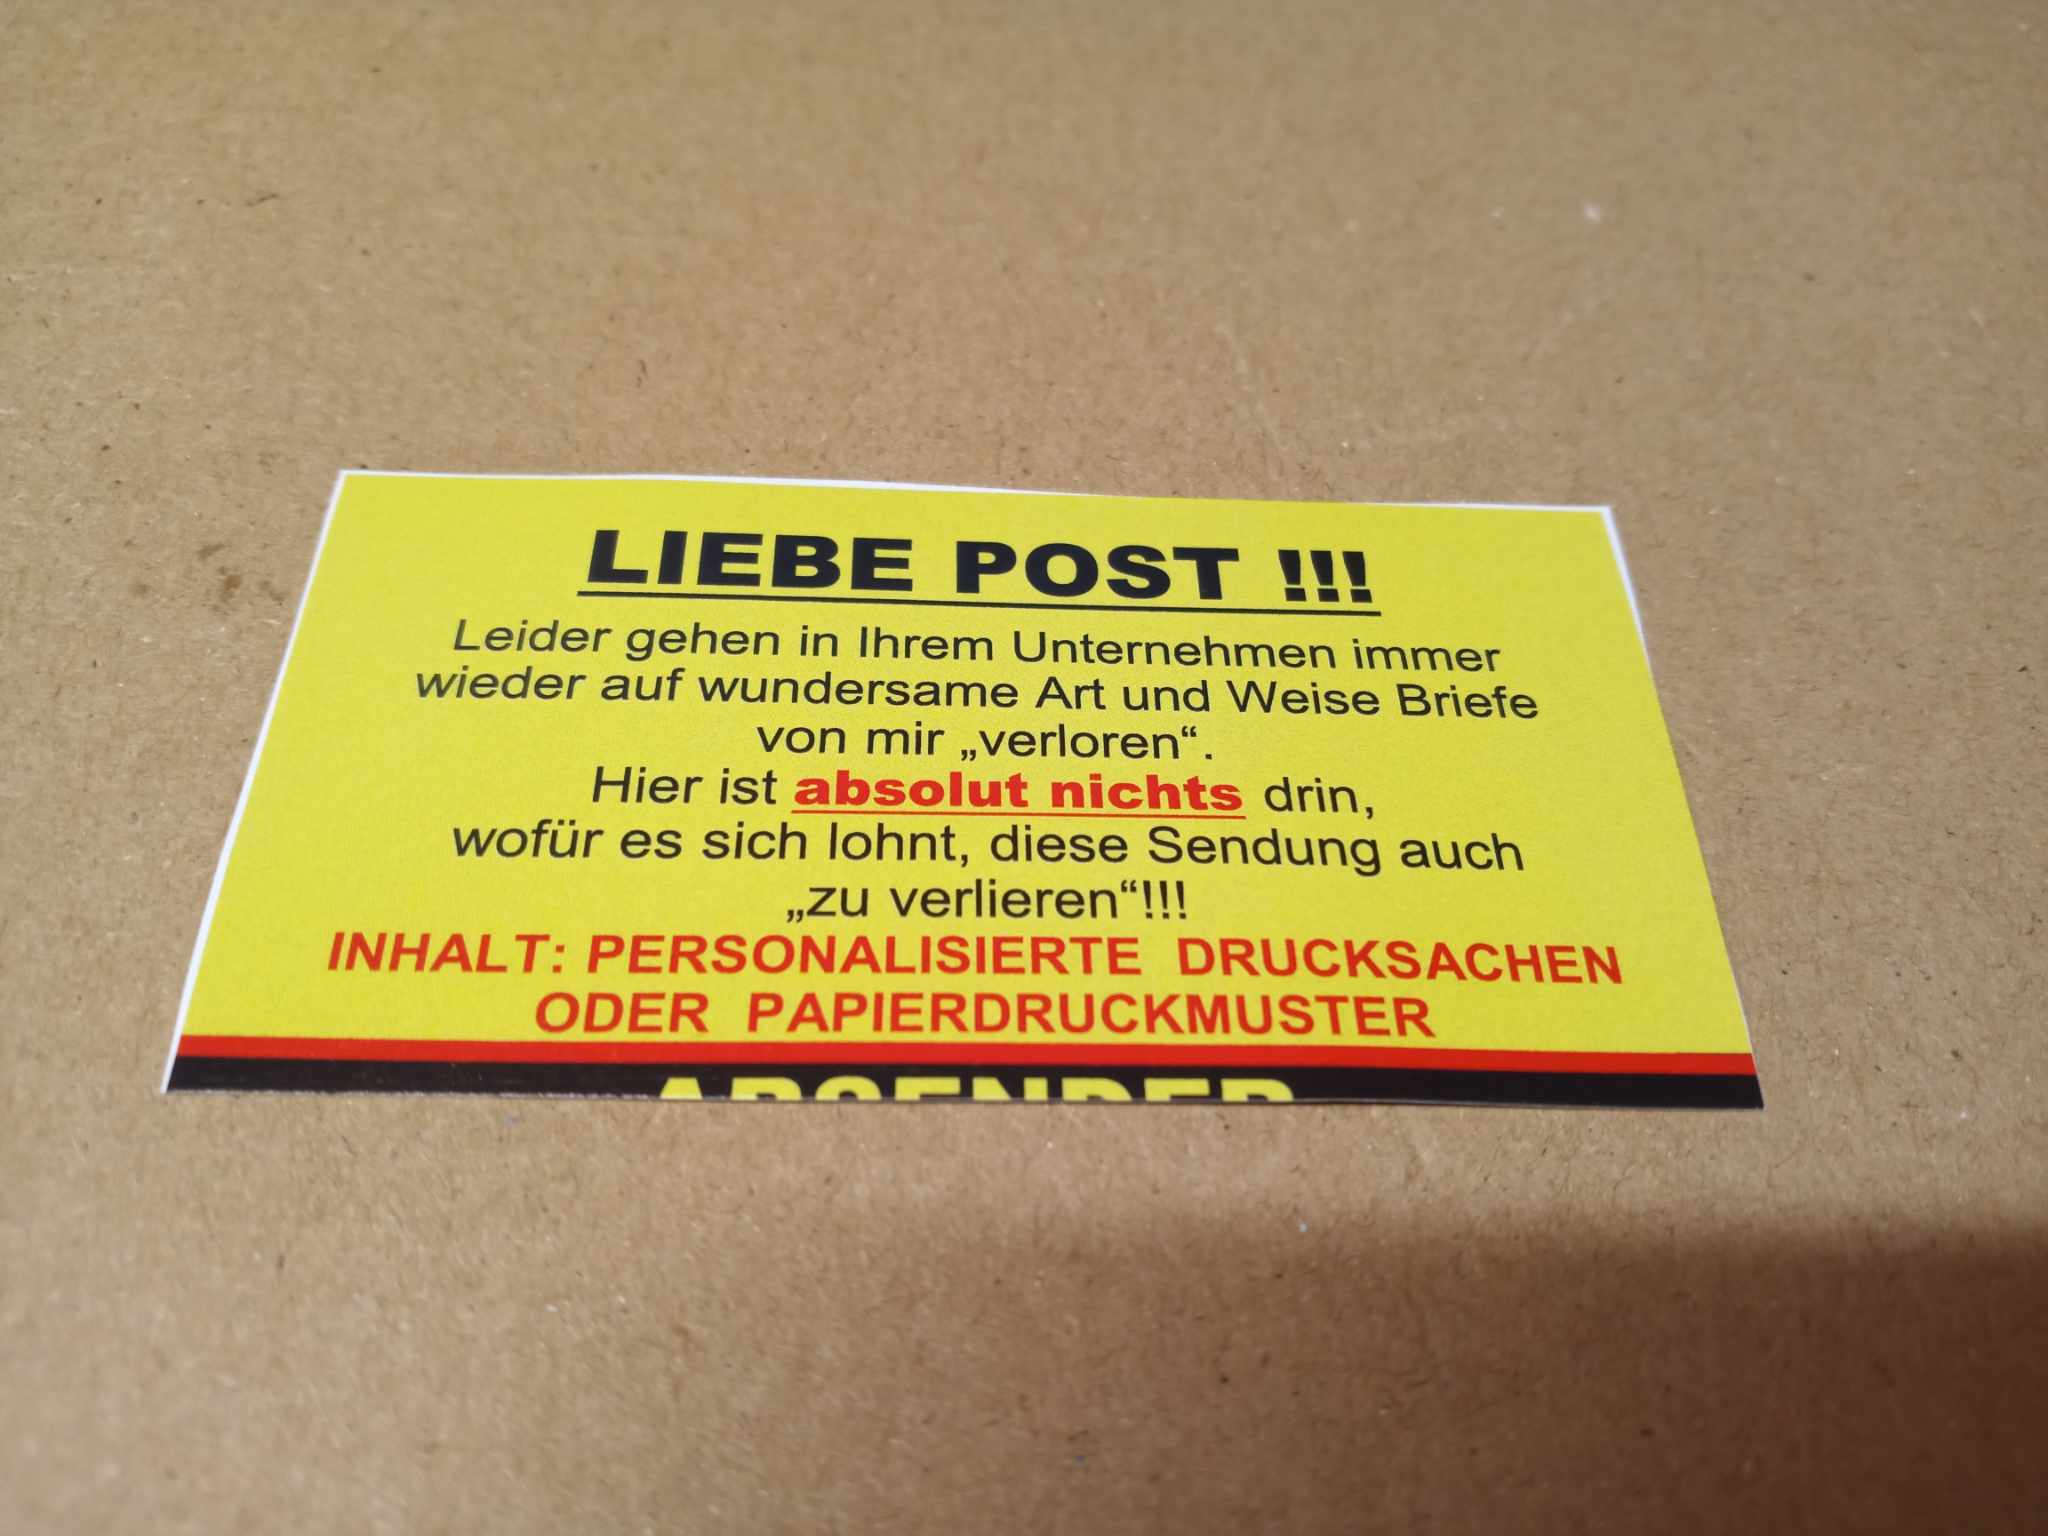 LIEBE POST !!!
Leider gehen in Ihrem Unternehmen immer
wieder auf wundersame Art und Weise Briefe
von mir „verloren“.
Hier ist absolut nichts drin,
wofür es sich lohnt, diese Sendung auch
„zu verlieren“!!!
INHALT: PERSONALISIERTE DRUCKSACHEN
ODER PAPIERDRUCKMUSTER
ABSENDER